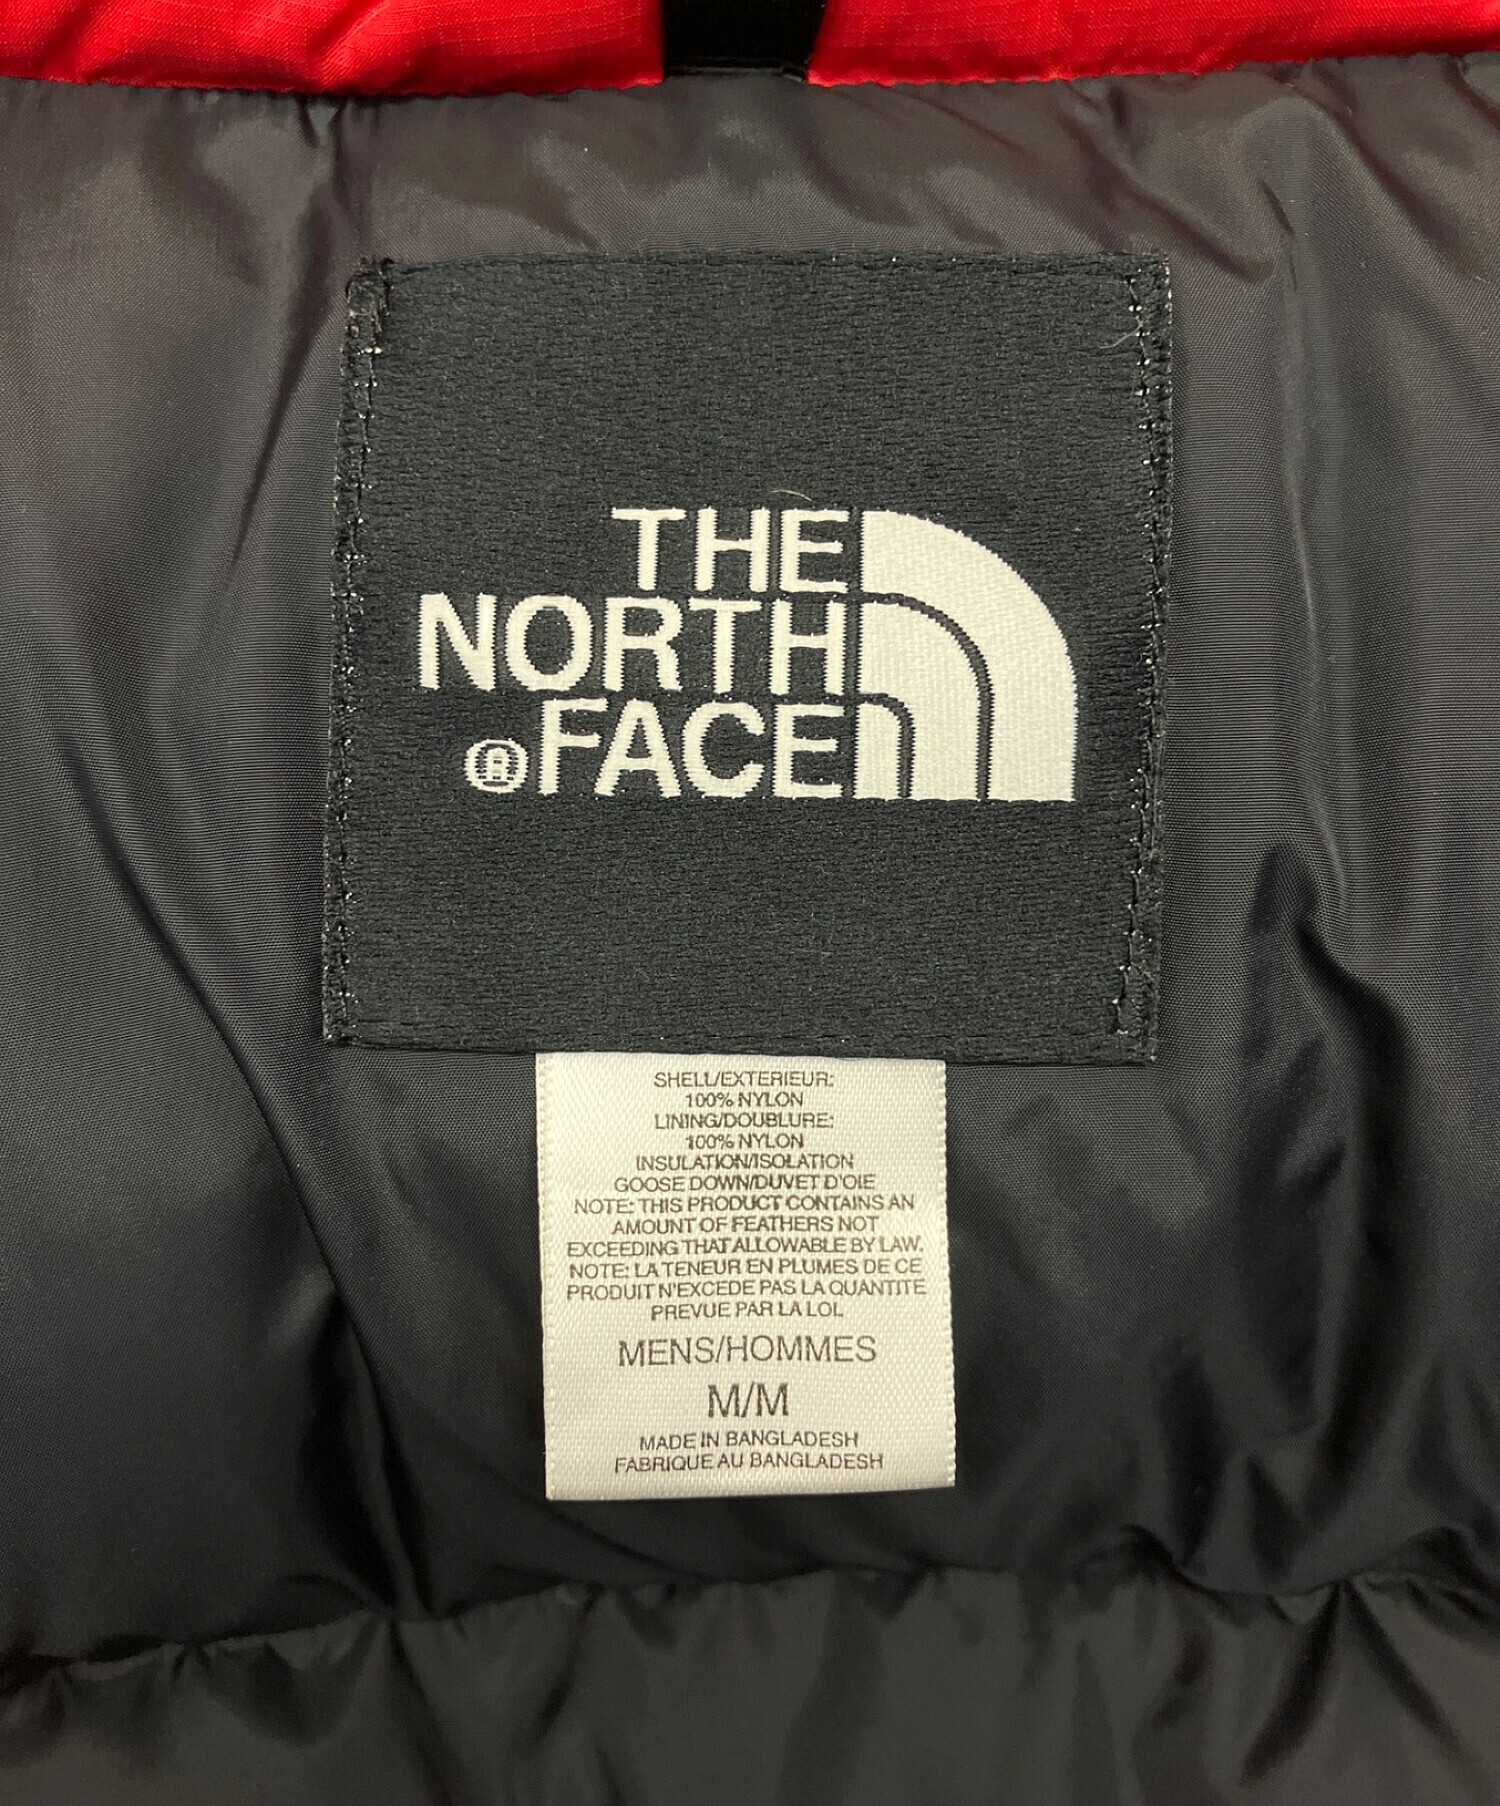 THE
NORTH
® FACE
SHELL/EXTERIEUR:
100% NYLON
LINING/DOUBLURE:
100% NYLON
INSULATION/ISOLATION
GOOSE DOWN/DUVET D'OIE
NOTE: THIS PRODUCT CONTAINS AN
AMOUNT OF FEATHERS NOT
EXCEEDING THAT ALLOWABLE BY LAW.
NOTE: LA TENEUR EN PLUMES DE CE
PRODUIT N'EXCEDE PAS LA QUANTITE
PREVUE PAR LA LOL
MENS/HOMMES
M/M
MADE IN BANGLADESH
FABRIQUE AU BANGLADESH